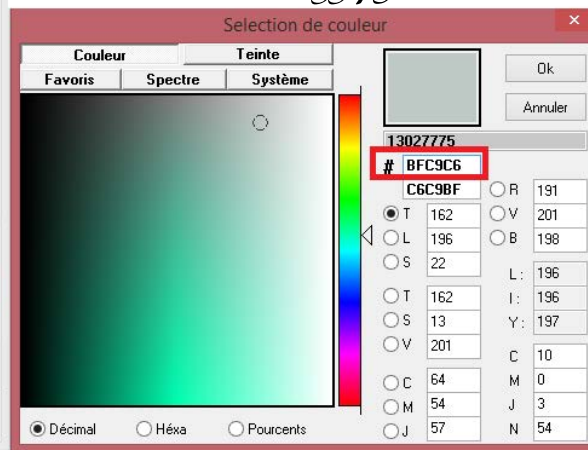 Selection de couleur
Couleur Teinte
Favoris Spectre Système
Ok
Annuler
13027775
# BFC9C6
C6C9BF
R 191
T 162 V 201
L 196 B 198
S 22
L: 196
T 162 I: 196
S 13 Y: 197
V 201
C 10
C 64 M 0
M 54 J 3
J 57 N 54
Décimal Héxa Pourcents